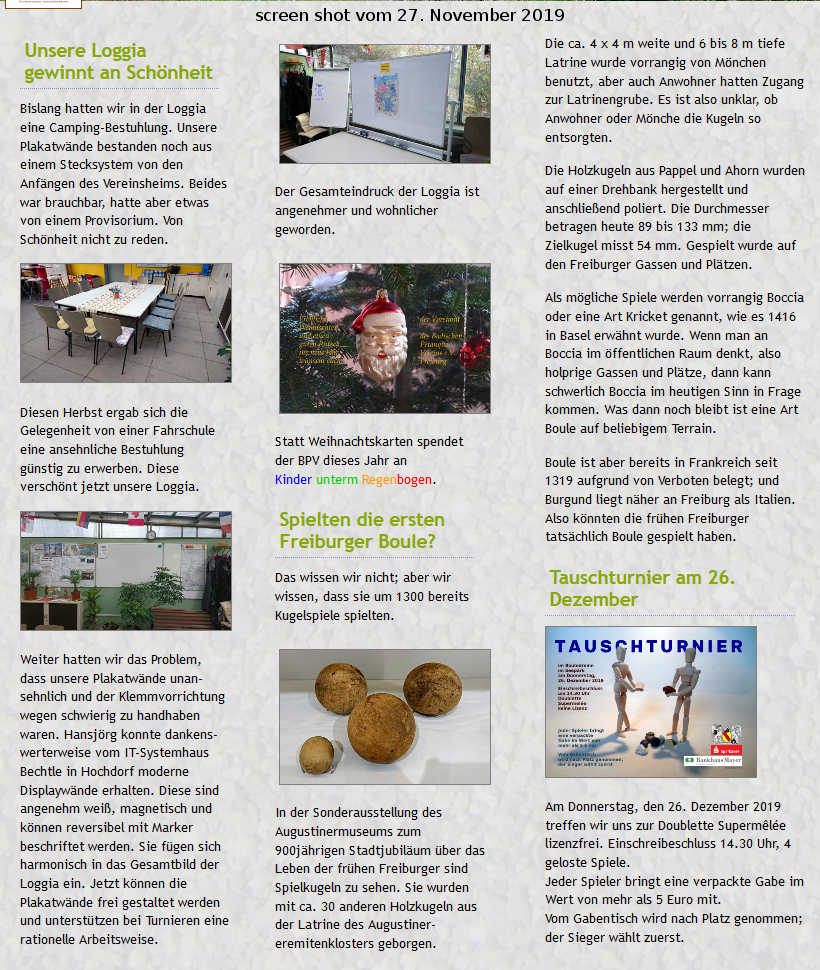 screen shot vom 27. November 2019
Unsere Loggia
gewinnt an Schönheit
Bislang hatten wir in der Loggia
eine Camping-Bestuhlung. Unsere
Plakatwände bestanden noch aus
einem Stecksystem von den
Anfängen des Vereinsheims. Beides
war brauchbar, hatte aber etwas
von einem Provisorium. Von
Schönheit nicht zu reden.
Diesen Herbst ergab sich die
Gelegenheit von einer Fahrschule
eine ansehnliche Bestuhlung
günstig zu erwerben. Diese
verschönt jetzt unsere Loggia.
Weiter hatten wir das Problem,
dass unsere Plakatwände unan-
sehnlich und der Klemmvorrichtung
wegen schwierig zu handhaben
waren. Hansjörg konnte dankens-
werterweise vom IT-Systemhaus
Bechtle in Hochdorf moderne
Displaywände erhalten. Diese sind
angenehm weiß, magnetisch und
können reversibel mit Marker
beschriftet werden. Sie fügen sich
harmonisch in das Gesamtbild der
Loggia ein. Jetzt können die
Plakatwände frei gestaltet werden
und unterstützen bei Turnieren eine
rationelle Arbeitsweise.
Der Gesamteindruck der Loggia ist
angenehmer und wohnlicher
geworden.
Fröhliche
Weihnachten
und einen
guten Rutsch
ins neue Jahr
wünscht euch
der Vorstand
des Badischen
Pétanque
Vereins e.V.
Freiburg
Statt Weihnachtskarten spendet
der BPV dieses Jahr an
Kinder unterm Regenbogen.
Spielten die ersten
Freiburger Boule?
Das wissen wir nicht; aber wir
wissen, dass sie um 1300 bereits
Kugelspiele spielten.
In der Sonderausstellung des
Augustinermuseums zum
900jährigen Stadtjubiläum über das
Leben der frühen Freiburger sind
Spielkugeln zu sehen. Sie wurden
mit ca. 30 anderen Holzkugeln aus
der Latrine des Augustiner-
eremitenklosters geborgen.
Die ca. 4 x 4 m weite und 6 bis 8 m tiefe
Latrine wurde vorrangig von Mönchen
benutzt, aber auch Anwohner hatten Zugang
zur Latrinengrube. Es ist also unklar, ob
Anwohner oder Mönche die Kugeln so
entsorgten.
Die Holzkugeln aus Pappel und Ahorn wurden
auf einer Drehbank hergestellt und
anschließend poliert. Die Durchmesser
betragen heute 89 bis 133 mm; die
Zielkugel misst 54 mm. Gespielt wurde auf
den Freiburger Gassen und Plätzen.
Als mögliche Spiele werden vorrangig Boccia
oder eine Art Kricket genannt, wie es 1416
in Basel erwähnt wurde. Wenn man an
Boccia im öffentlichen Raum denkt, also
holprige Gassen und Plätze, dann kann
schwerlich Boccia im heutigen Sinn in Frage
kommen. Was dann noch bleibt ist eine Art
Boule auf beliebigem Terrain.
Boule ist aber bereits in Frankreich seit
1319 aufgrund von Verboten belegt; und
Burgund liegt näher an Freiburg als Italien.
Also könnten die frühen Freiburger
tatsächlich Boule gespielt haben.
Tauschturnier am 26.
Dezember
TAUSCHTURNIER
im Boulodrome
im Seepark
am Donnerstag,
26. Dezember 2019
Einschreibeschluss
um 14.30 Uhr
Doublette
Supermêlée
keine Lizenz
Jeder Spieler bringt
eine verpackte
Gabe im Wert von
mehr als 5 € mit
Vom Gabentisch
wird nach Platz genommen;
der Sieger wählt zuerst
Bankhaus Mayer
Am Donnerstag, den 26. Dezember 2019
treffen wir uns zur Doublette Supermêlée
lizenzfrei. Einschreibeschluss 14.30 Uhr, 4
geloste Spiele.
Jeder Spieler bringt eine verpackte Gabe im
Wert von mehr als 5 Euro mit.
Vom Gabentisch wird nach Platz genommen;
der Sieger wählt zuerst.